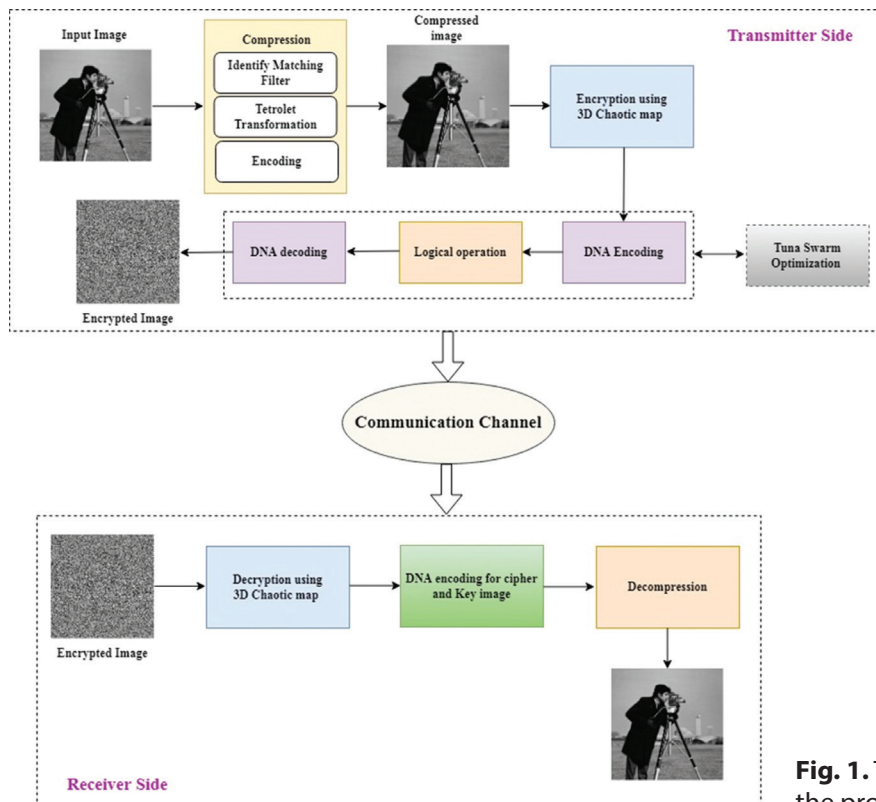 Input Image
Compression
Identify Matching
Filter
Tetrolet
Transformation
Encoding
Compressed
image
Transmitter Side
Encryption using
3D Chaotic map
DNA decoding
Logical operation
DNA Encoding
Tuna Swarm
Optimization
Encrypted Image
Communication Channel
Encrypted Image
Decryption using
3D Chaotic map
DNA encoding for cipher
and Key image
Decompression
Receiver Side
Fig. 1.